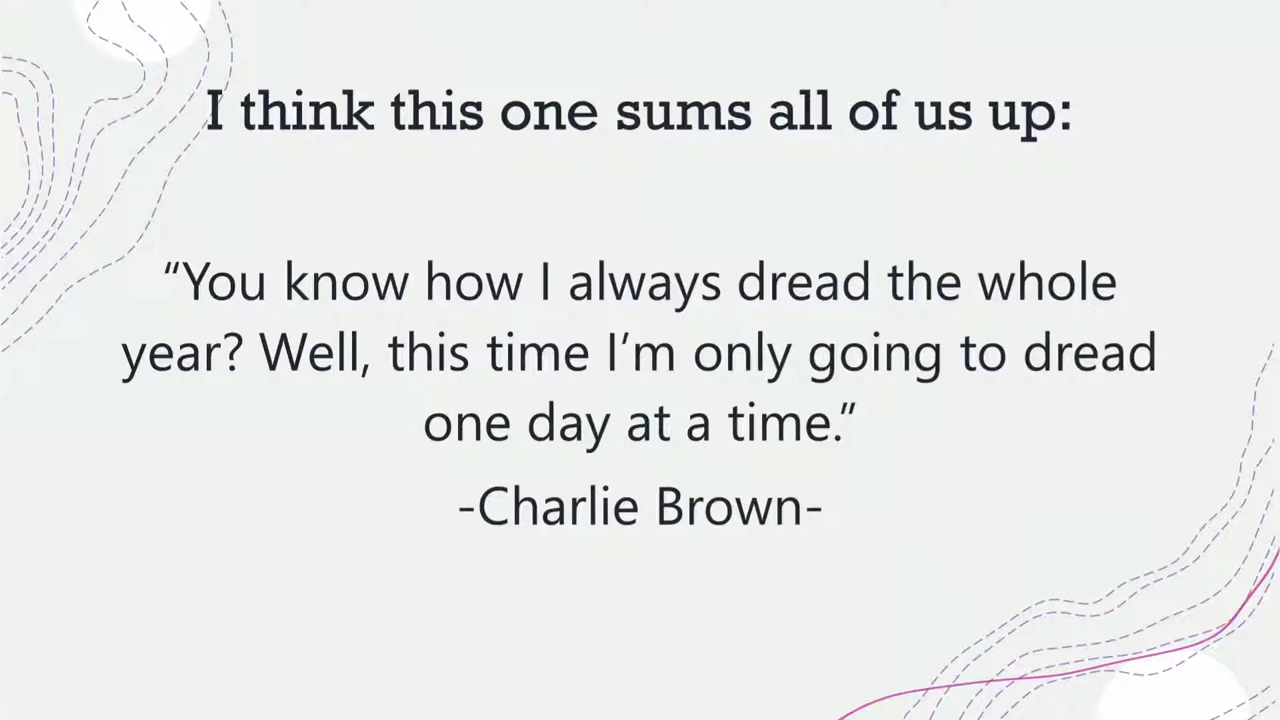 I think this one sums all of us up:
“You know how I always dread the whole
year? Well, this time I’m only going to dread
one day at a time.”
-Charlie Brown-